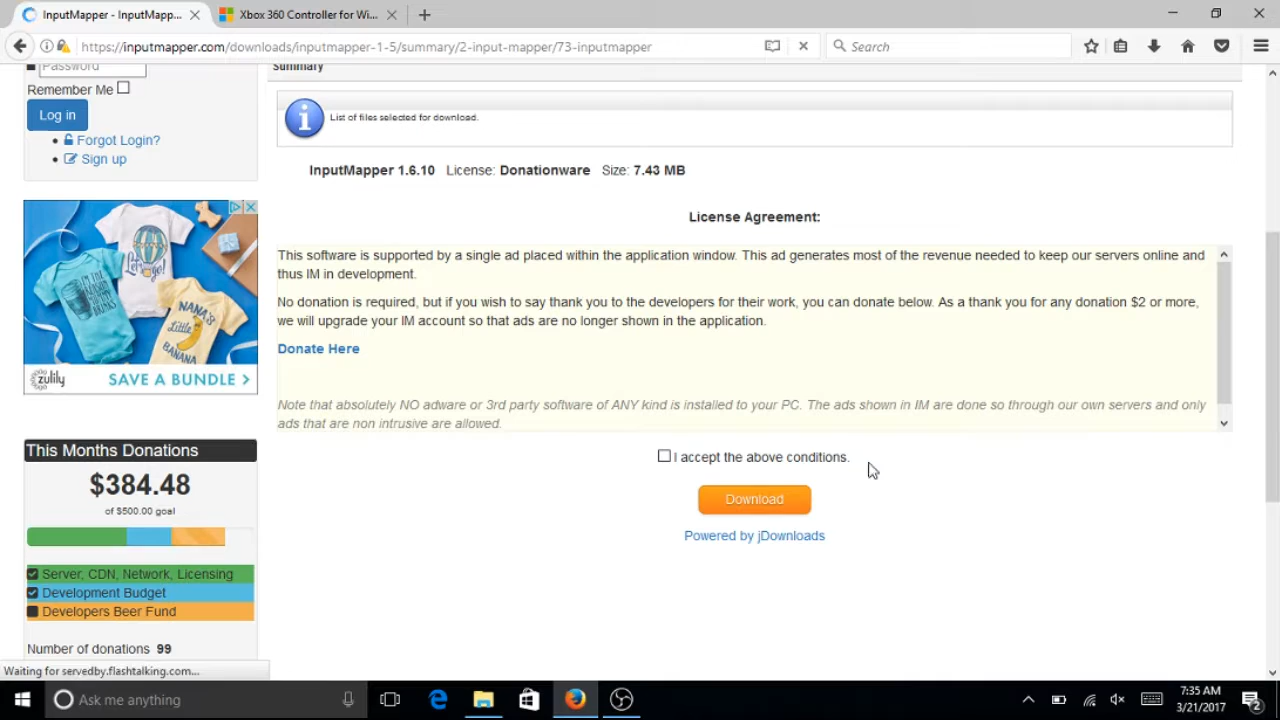 InputMapper - InputMapp...
Xbox 360 Controller for Wi...
https://inputmapper.com/downloads/inputmapper-1-5/summary/2-input-mapper/73-inputmapper
Search
Password
Remember Me
Log in
Forgot Login?
Sign up
Summary
List of files selected for download.
InputMapper 1.6.10 License: Donationware Size: 7.43 MB
License Agreement:
This software is supported by a single ad placed within the application window. This ad generates most of the revenue needed to keep our servers online and
thus IM in development.
No donation is required, but if you wish to say thank you to the developers for their work, you can donate below. As a thank you for any donation $2 or more,
we will upgrade your IM account so that ads are no longer shown in the application.
Donate Here
Note that absolutely NO adware or 3rd party software of ANY kind is installed to your PC. The ads shown in IM are done so through our own servers and only
ads that are non intrusive are allowed.
I accept the above conditions.
Download
Powered by jDownloads
Let's go!
NANA'S
Little
BANANA
zulily
SAVE A BUNDLE >
This Months Donations
$384.48
of $500.00 goal
Server, CDN, Network, Licensing
Development Budget
Developers Beer Fund
Number of donations 99
Waiting for servedby.flashtalking.com...
Ask me anything
7:35 AM
3/21/2017
2